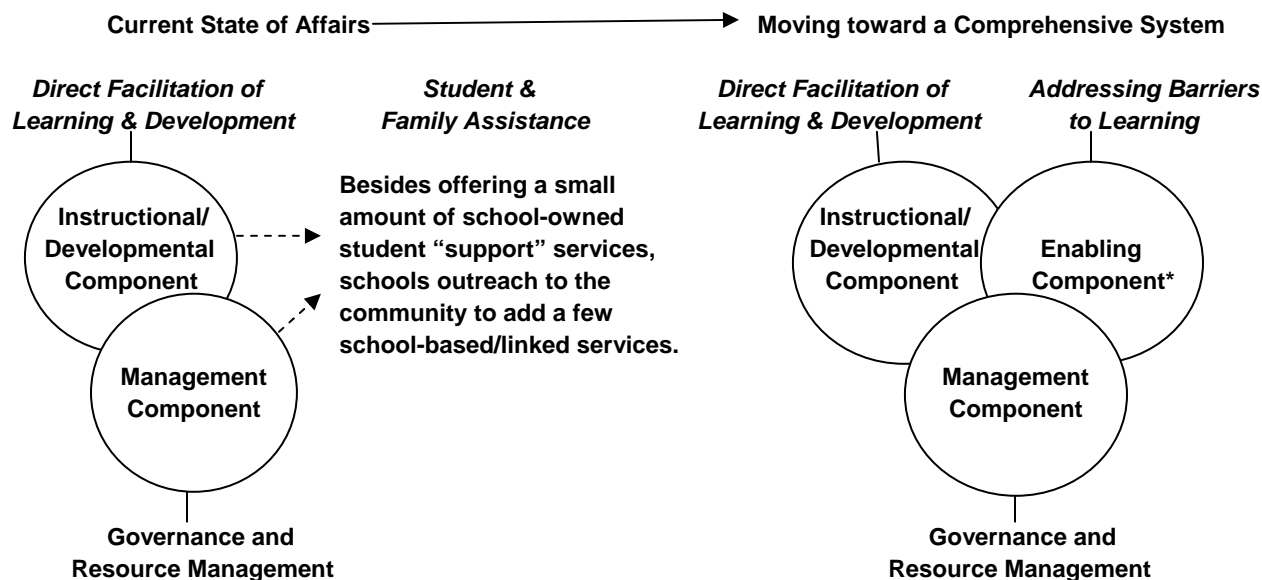 Current State of Affairs
Moving toward a Comprehensive System
Direct Facilitation of
Learning & Development
Student &
Family Assistance
Instructional/
Developmental
Component
Management
Component
Besides offering a small
amount of school-owned
student “support” services,
schools outreach to the
community to add a few
school-based/linked services.
Governance and
Resource Management
Direct Facilitation of
Learning & Development
Addressing Barriers
to Learning
Instructional/
Developmental
Component
Enabling
Component*
Management
Component
Governance and
Resource Management